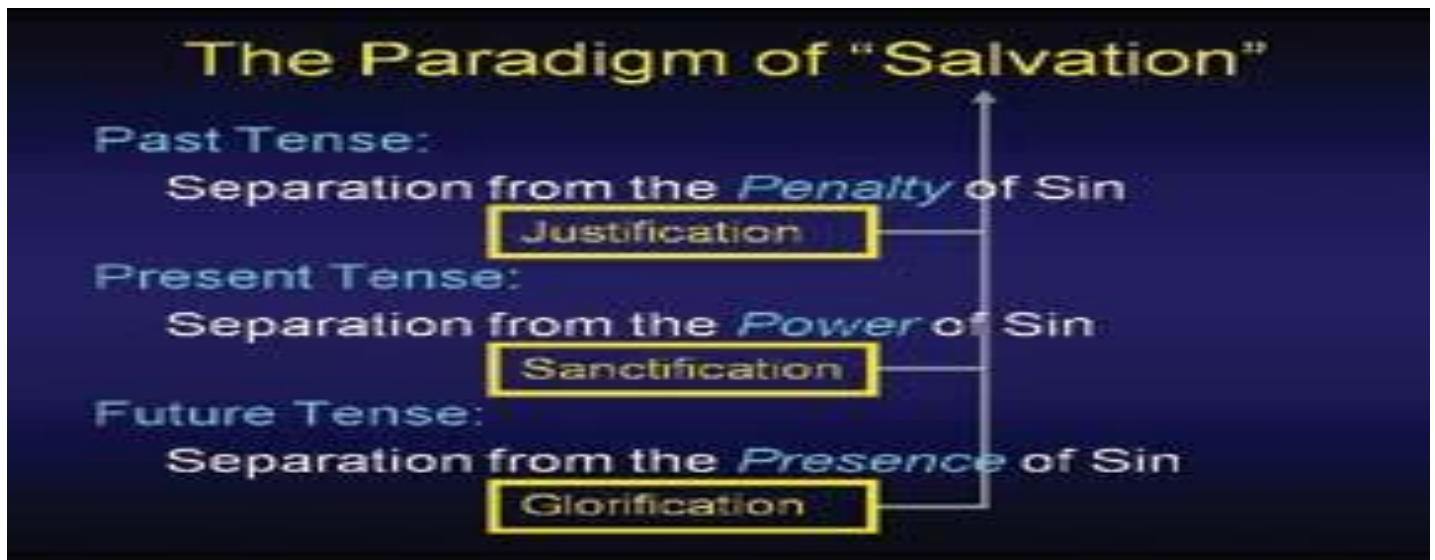 The Paradigm of “Salvation”
Past Tense:
Separation from the Penalty of Sin
Justification
Present Tense:
Separation from the Power of Sin
Sanctification
Future Tense:
Separation from the Presence of Sin
Glorification